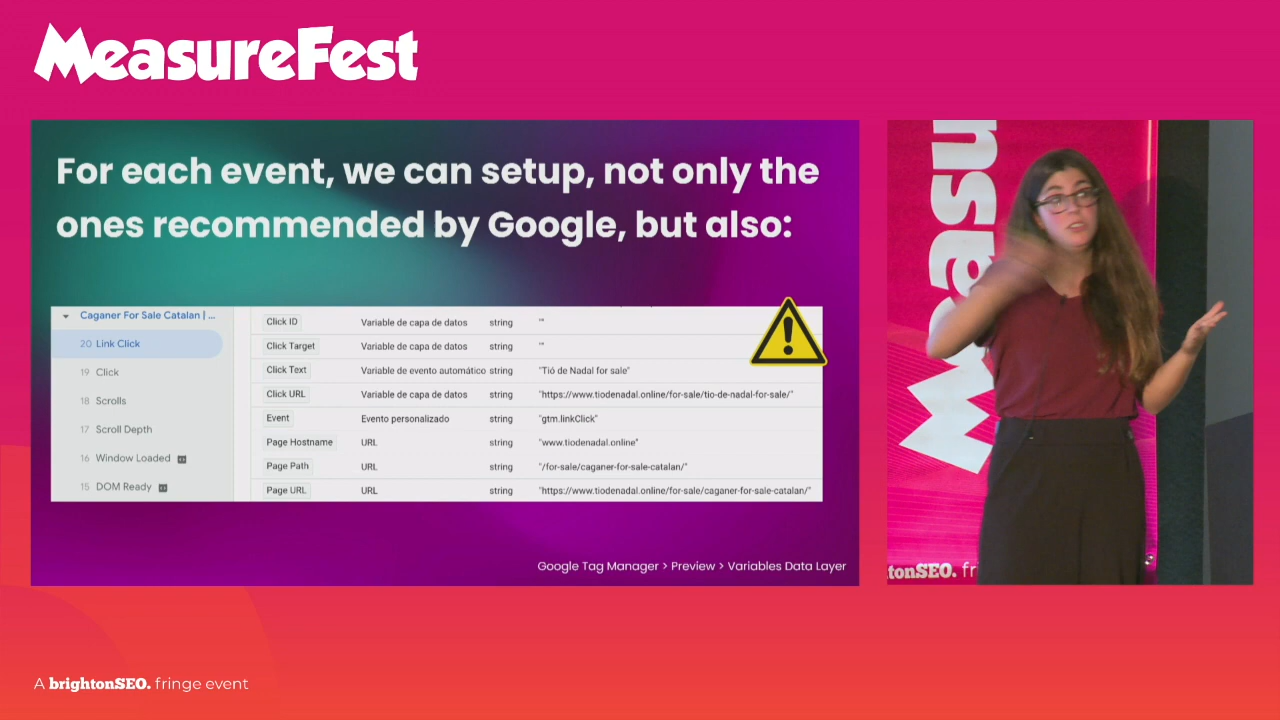 MeasureFest
For each event, we can setup, not only the
ones recommended by Google, but also:
Caganer For Sale Catalan | ...
20 Link Click
19 Click
18 Scrolls
17 Scroll Depth
16 Window Loaded
15 DOM Ready
Click ID Variable de capa de datos string ""
Click Target Variable de capa de datos string ""
Click Text Variable de evento automático string "Tió de Nadal for sale"
Click URL Variable de capa de datos string "https://www.tiodenadal.online/for-sale/tio-de-nadal-for-sale/"
Event Evento personalizado string "gtm.linkClick"
Page Hostname URL string "www.tiodenadal.online"
Page Path URL string "/for-sale/caganer-for-sale-catalan/"
Page URL URL string "https://www.tiodenadal.online/for-sale/caganer-for-sale-catalan/"
Google Tag Manager > Preview > Variables Data Layer
Measu
tonSEO. fr
A brightonSEO. fringe event